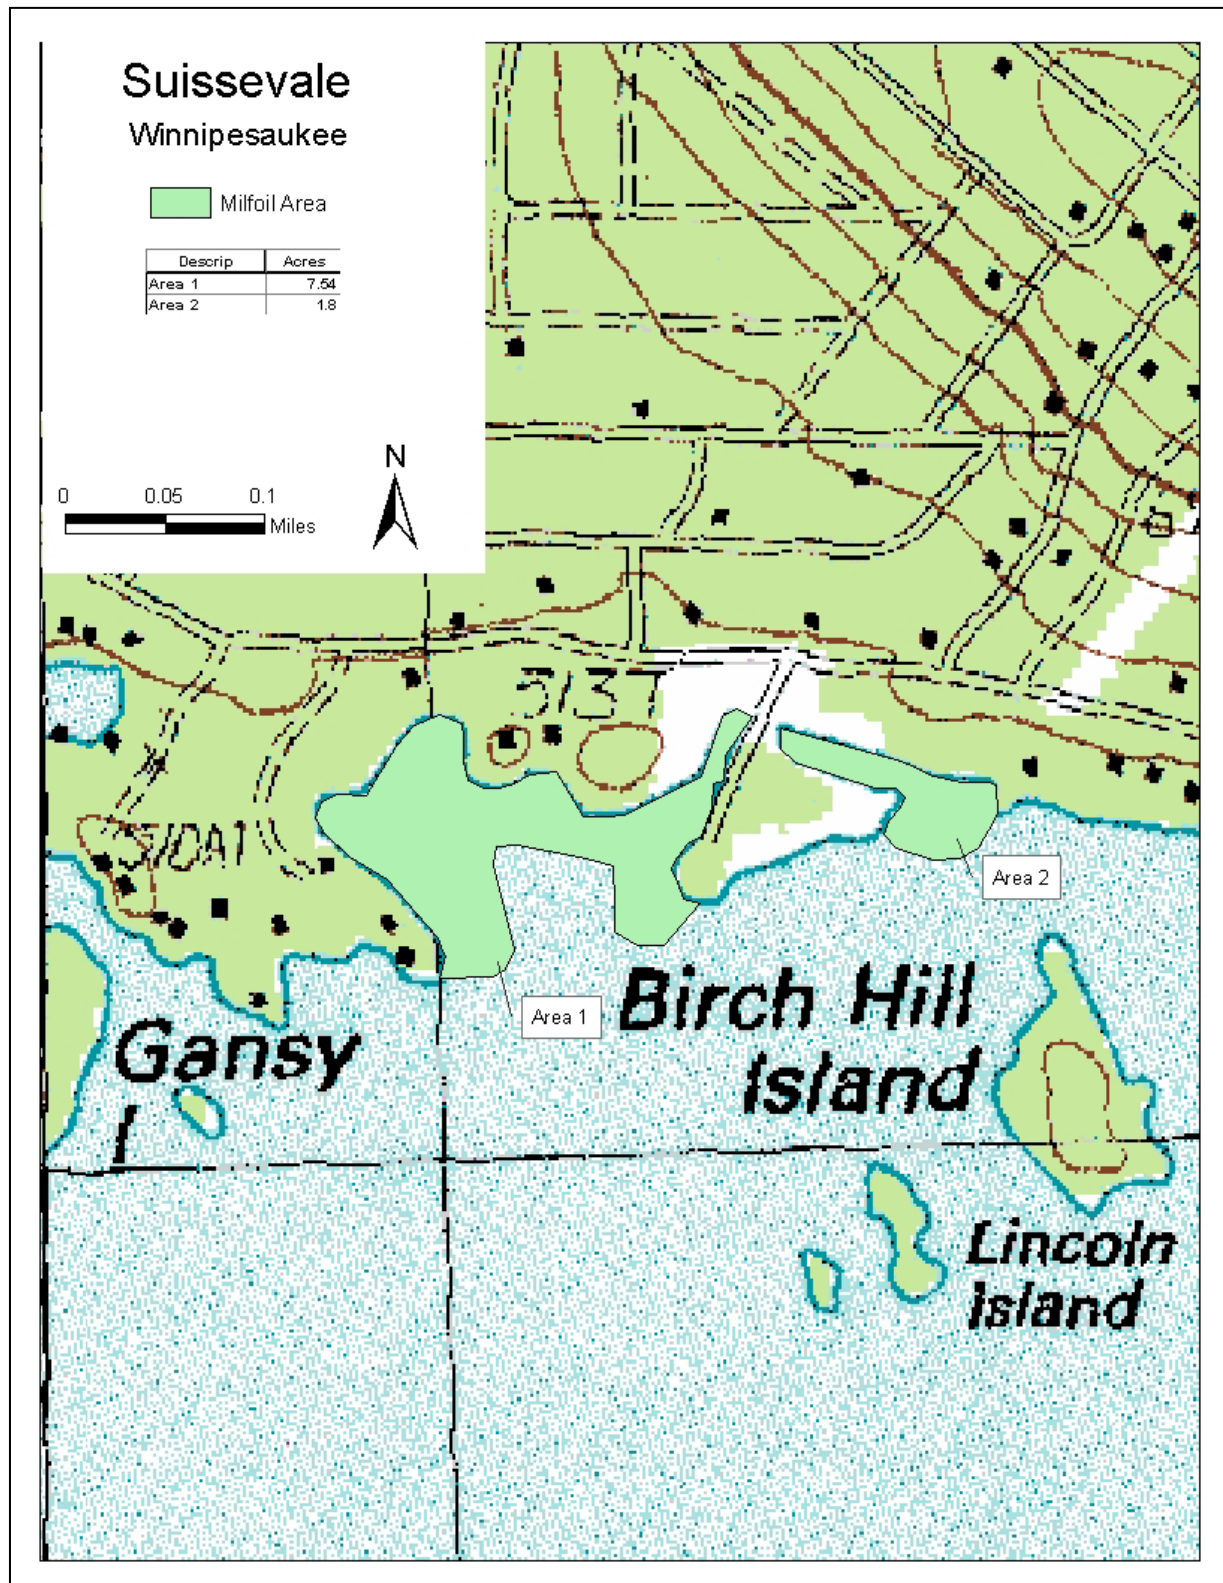 Suissevale
Winnipesaukee
Milfoil Area
Descrip Acres
Area 1 7.54
Area 2 1.8
N
0 0.05 0.1
Miles
5137
Area 2
Area 1
Birch Hill
Island
Gansy
I
Lincoln
Island